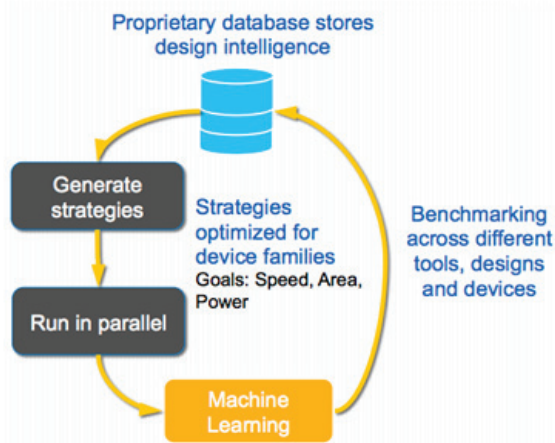 Proprietary database stores
design intelligence
Generate
strategies
Strategies
optimized for
device families
Goals: Speed, Area,
Power
Benchmarking
across different
tools, designs
and devices
Run in parallel
Machine
Learning